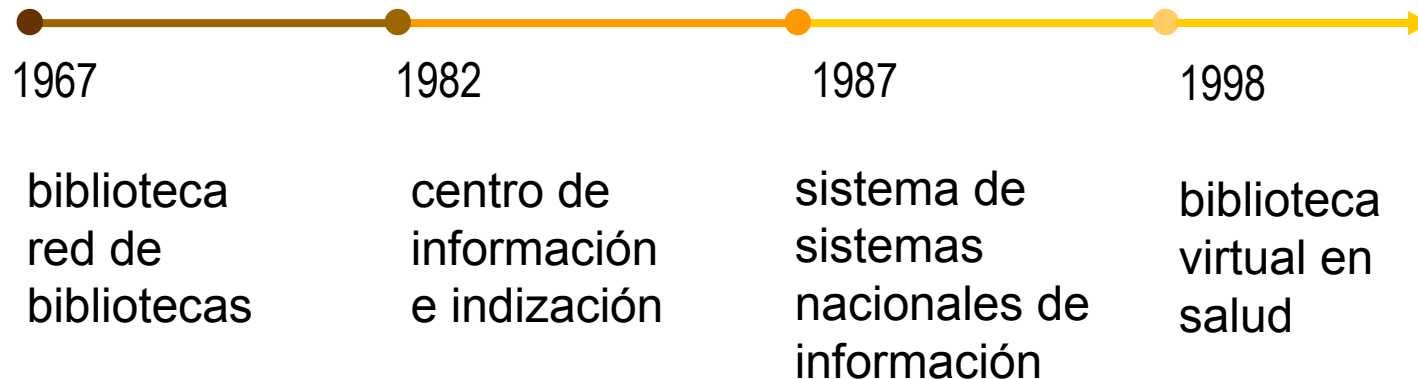 1967
biblioteca
red de
bibliotecas
1982
centro de
información
e indización
1987
sistema de
sistemas
nacionales de
información
1998
biblioteca
virtual en
salud